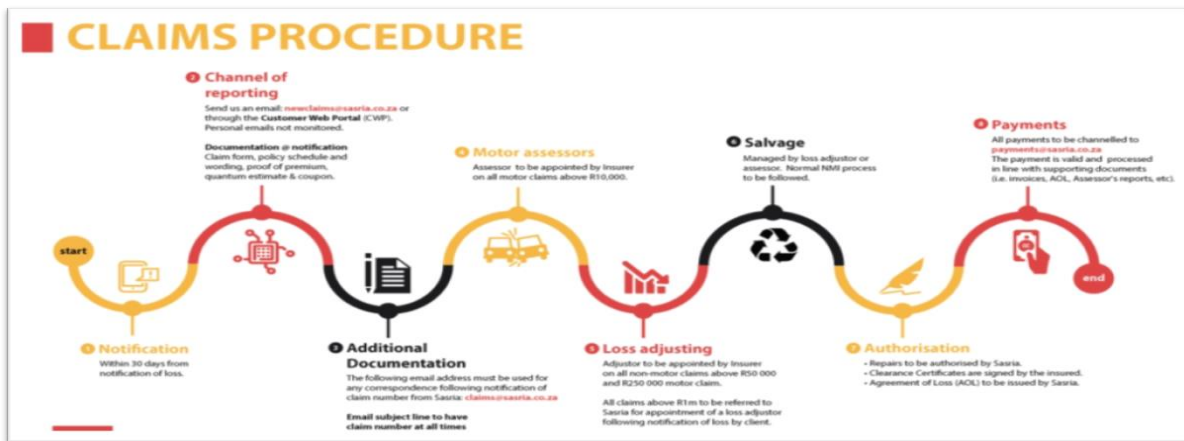 CLAIMS PROCEDURE
start
1 Notification
Within 30 days from
notification of loss.
2 Channel of
reporting
Send us an email: newclaims@sasria.co.za or
through the Customer Web Portal (CWP).
Personal emails not monitored.
Documentation @ notification
Claim form, policy schedule and
wording, proof of premium,
quantum estimate & coupon.
3 Additional
Documentation
The following email address must be used for
any correspondence following notification of
claim number from Sasria: claims@sasria.co.za
Email subject line to have
claim number at all times
4 Motor assessors
Assessor to be appointed by Insurer
on all motor claims above R10,000.
5 Loss adjusting
Adjustor to be appointed by Insurer
on all non-motor claims above R50 000
and R250 000 motor claim.
All claims above R1m to be referred to
Sasria for appointment of a loss adjustor
following notification of loss by client.
6 Salvage
Managed by loss adjustor or
assessor. Normal NMI process
to be followed.
7 Authorisation
• Repairs to be authorised by Sasria.
• Clearance Certificates are signed by the insured.
• Agreement of Loss (AOL) to be issued by Sasria.
8 Payments
All payments to be channelled to
payments@sasria.co.za
The payment is valid and processed
in line with supporting documents
(i.e. invoices, AOL, Assessor's reports, etc).
end